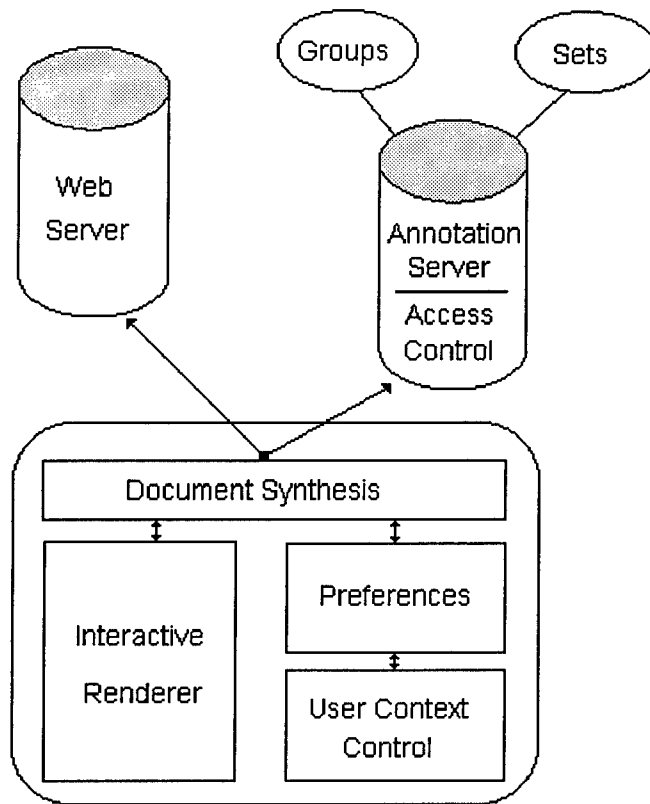 Groups
Sets
Web
Server
Annotation
Server
Access
Control
Document Synthesis
Interactive
Renderer
Preferences
User Context
Control